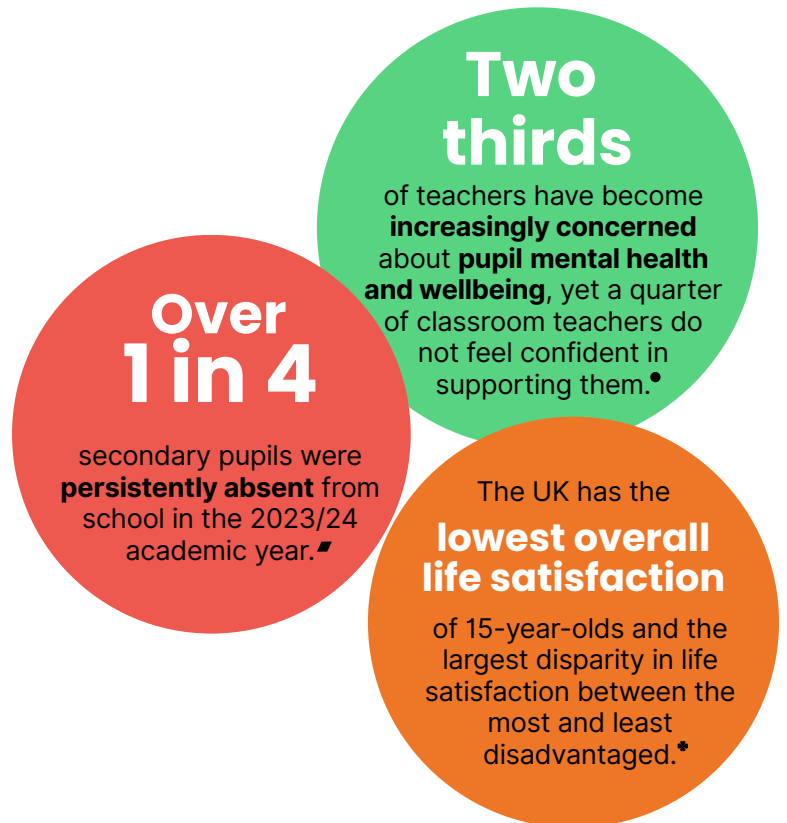 Two
thirds
of teachers have become
increasingly concerned
about pupil mental health
and wellbeing, yet a quarter
of classroom teachers do
not feel confident in
supporting them.●
Over
1 in 4
secondary pupils were
persistently absent from
school in the 2023/24
academic year.▰
The UK has the
lowest overall
life satisfaction
of 15-year-olds and the
largest disparity in life
satisfaction between the
most and least
disadvantaged.✤